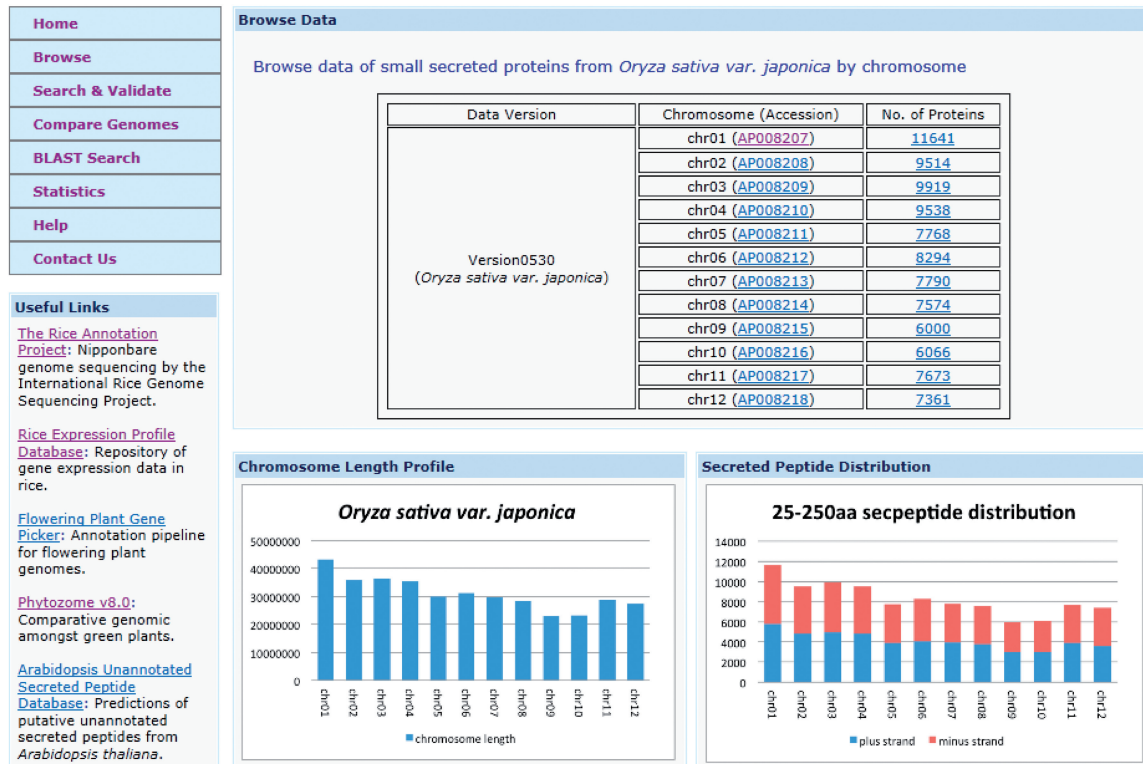 Home
Browse
Search & Validate
Compare Genomes
BLAST Search
Statistics
Help
Contact Us
Useful Links
The Rice Annotation
Project: Nipponbare
genome sequencing by the
International Rice Genome
Sequencing Project.
Rice Expression Profile
Database: Repository of
gene expression data in
rice.
Flowering Plant Gene
Picker: Annotation pipeline
for flowering plant
genomes.
Phytozome v8.0:
Comparative genomic
amongst green plants.
Arabidopsis Unannotated
Secreted Peptide
Database: Predictions of
putative unannotated
secreted peptides from
Arabidopsis thaliana.
Browse Data
Browse data of small secreted proteins from Oryza sativa var. japonica by chromosome
Data Version Chromosome (Accession) No. of Proteins
Version0530
(Oryza sativa var. japonica)
chr01 (AP008207) 11641
chr02 (AP008208) 9514
chr03 (AP008209) 9919
chr04 (AP008210) 9538
chr05 (AP008211) 7768
chr06 (AP008212) 8294
chr07 (AP008213) 7790
chr08 (AP008214) 7574
chr09 (AP008215) 6000
chr10 (AP008216) 6066
chr11 (AP008217) 7673
chr12 (AP008218) 7361
Chromosome Length Profile
Oryza sativa var. japonica
50000000
40000000
30000000
20000000
10000000
0
chr01 chr02 chr03 chr04 chr05 chr06 chr07 chr08 chr09 chr10 chr11 chr12
chromosome length
Secreted Peptide Distribution
25-250aa secpeptide distribution
14000
12000
10000
8000
6000
4000
2000
0
chr01 chr02 chr03 chr04 chr05 chr06 chr07 chr08 chr09 chr10 chr11 chr12
plus strand minus strand